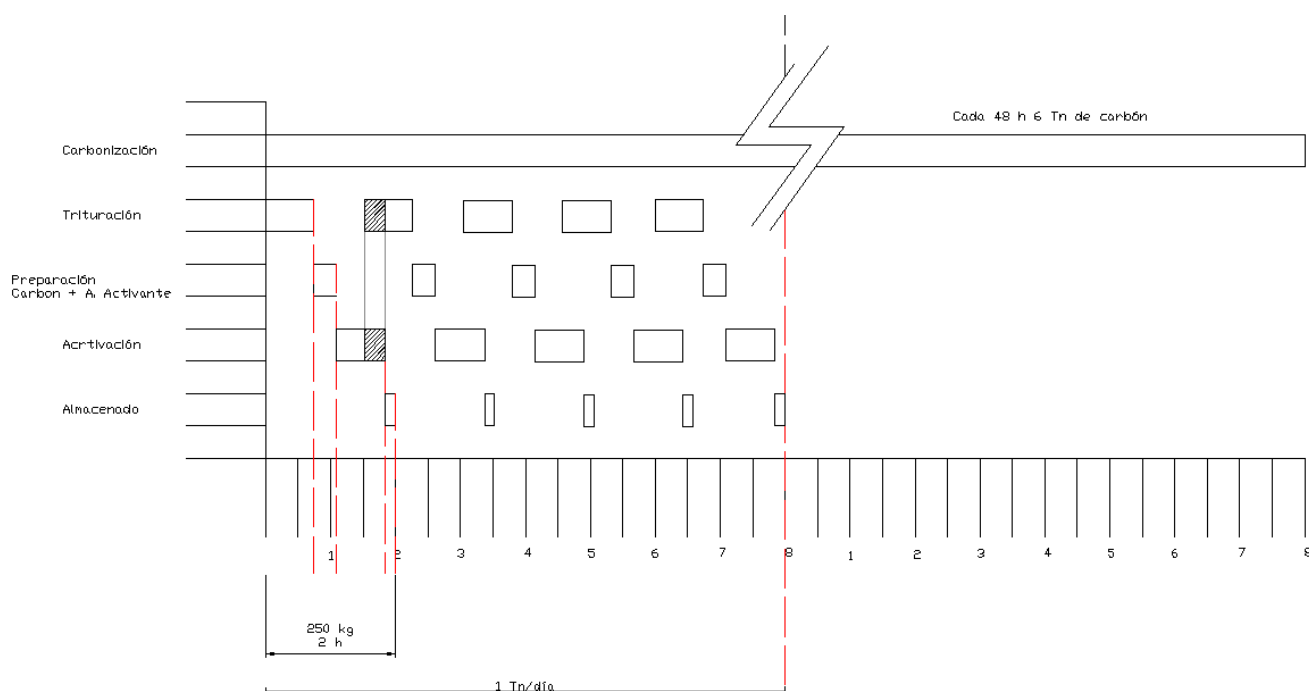 Cada 48 h 6 Tn de carbón
Carbonización
Trituración
Preparación
Carbon + A. Activante
Acrtivación
Almacenado
1 2 3 4 5 6 7 8 1 2 3 4 5 6 7 8
250 kg
2 h
1 Tn/día